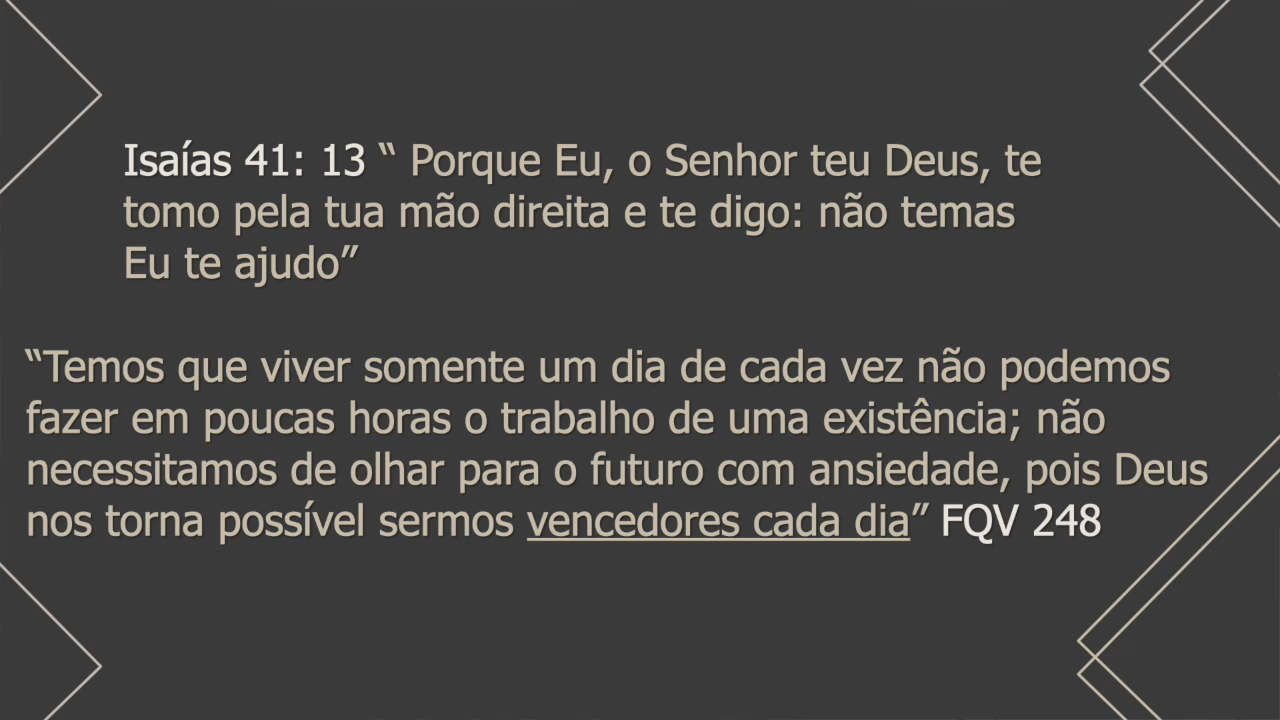 Isaías 41: 13 “ Porque Eu, o Senhor teu Deus, te
tomo pela tua mão direita e te digo: não temas
Eu te ajudo”
“Temos que viver somente um dia de cada vez não podemos
fazer em poucas horas o trabalho de uma existência; não
necessitamos de olhar para o futuro com ansiedade, pois Deus
nos torna possível sermos vencedores cada dia” FQV 248